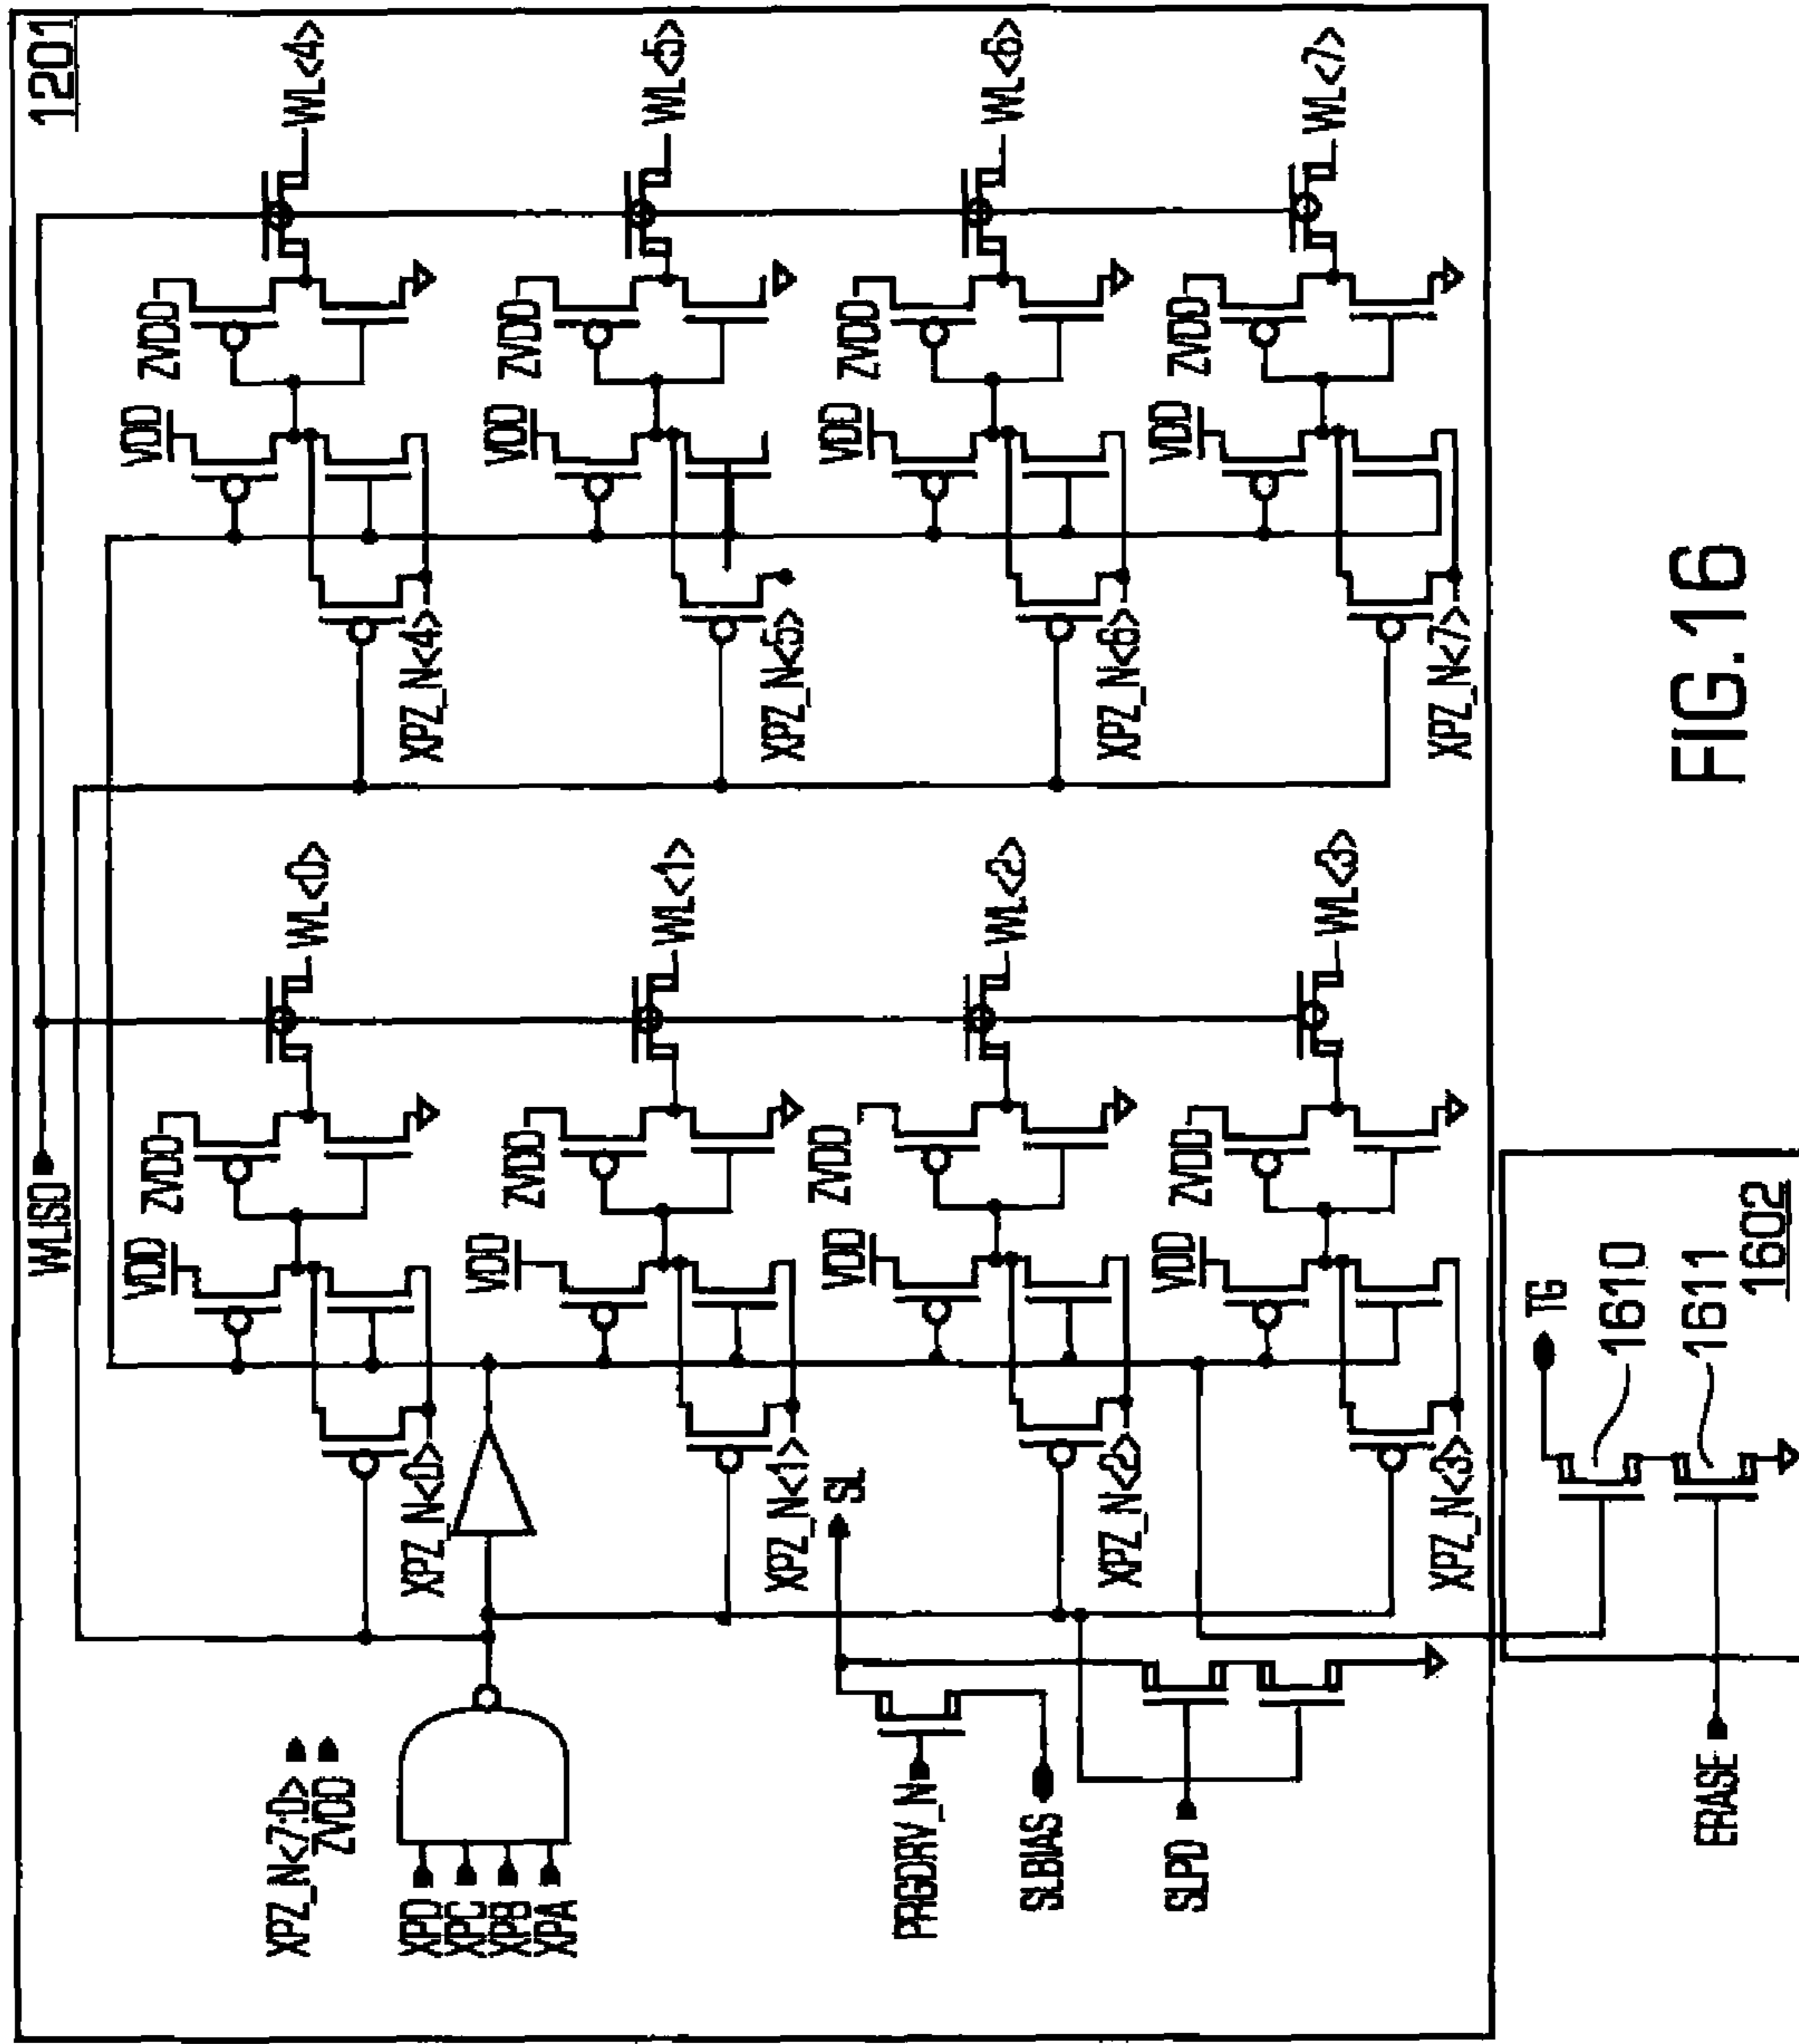 1201
WLISO
VDD
ZVDD
WL<0>
XPZ_N<0>
VDD
ZVDD
WL<4>
XPZ_N<4>
XPZ_N<7:0>
ZVDD
XPD
XPC
XPB
XPA
VDD
ZVDD
WL<1>
XPZ_N<1>
VDD
ZVDD
WL<5>
XPZ_N<5>
SL
PRGDRV_N
SLBIAS
SLPD
VDD
ZVDD
WL<2>
XPZ_N<2>
VDD
ZVDD
WL<6>
XPZ_N<6>
VDD
ZVDD
WL<3>
XPZ_N<3>
VDD
ZVDD
WL<7>
XPZ_N<7>
TG
1610
1611
1602
ERASE
FIG. 16